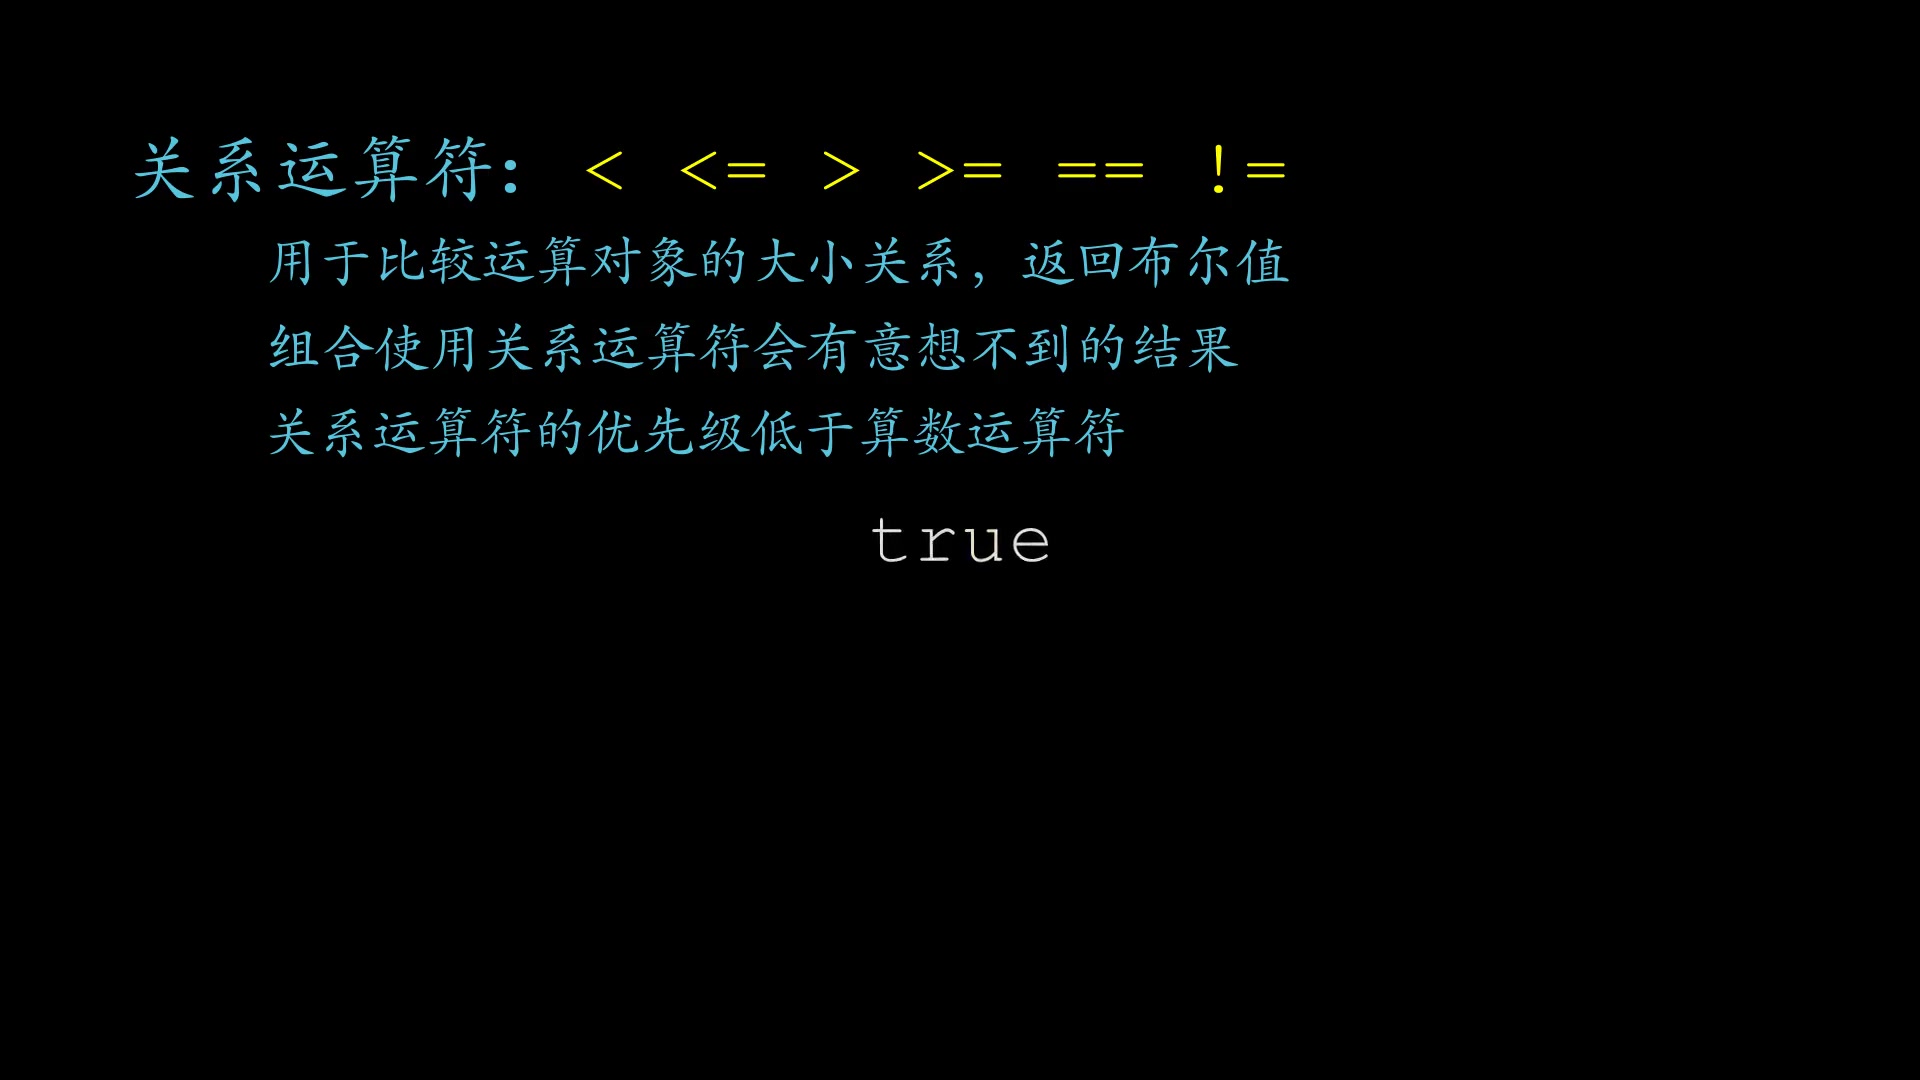 关系运算符: < <= > >= == !=
用于比较运算对象的大小关系，返回布尔值
组合使用关系运算符会有意想不到的结果
关系运算符的优先级低于算数运算符
true